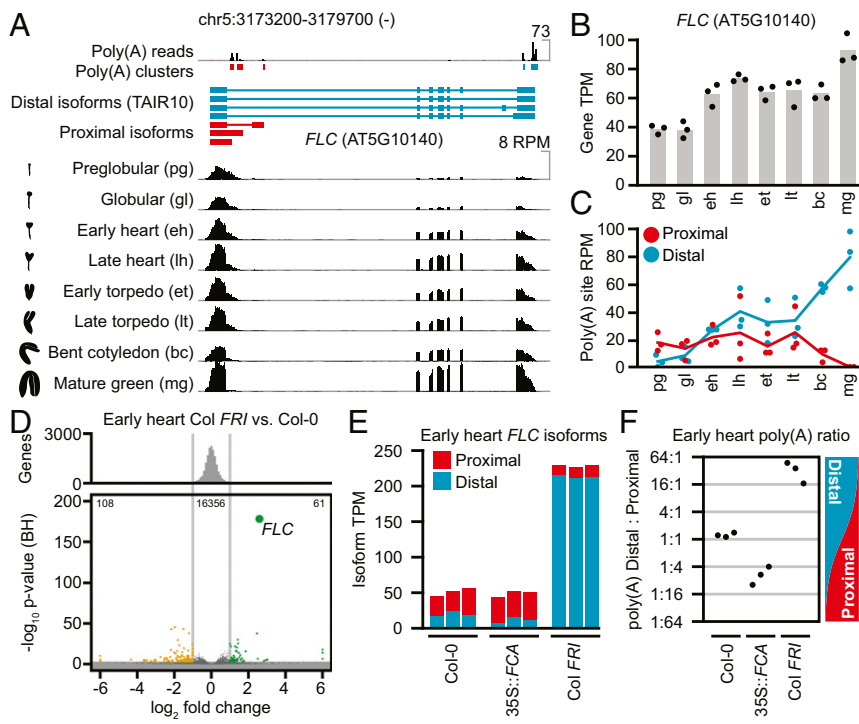 A
chr5:3173200-3179700 (-)
73
Poly(A) reads
Poly(A) clusters
Distal isoforms (TAIR10)
Proximal isoforms
FLC (AT5G10140)
8 RPM
Preglobular (pg)
Globular (gl)
Early heart (eh)
Late heart (lh)
Early torpedo (et)
Late torpedo (lt)
Bent cotyledon (bc)
Mature green (mg)
B
FLC (AT5G10140)
Gene TPM
100
80
60
40
20
0
pg gl eh lh et lt bc mg
C
Proximal
Distal
Poly(A) site RPM
100
80
60
40
20
0
pg gl eh lh et lt bc mg
D
Early heart Col FRI vs. Col-0
Genes
3000
0
-log10 p-value (BH)
200
150
100
50
0
108 16356 61
FLC
-6 -4 -2 0 2 4 6
log2 fold change
E
Early heart FLC isoforms
Proximal
Distal
Isoform TPM
250
200
150
100
50
0
Col-0
35S::FCA
Col FRI
F
Early heart poly(A) ratio
poly(A) Distal : Proximal
64:1
16:1
4:1
1:1
1:4
1:16
1:64
Distal
Proximal
Col-0
35S::FCA
Col FRI